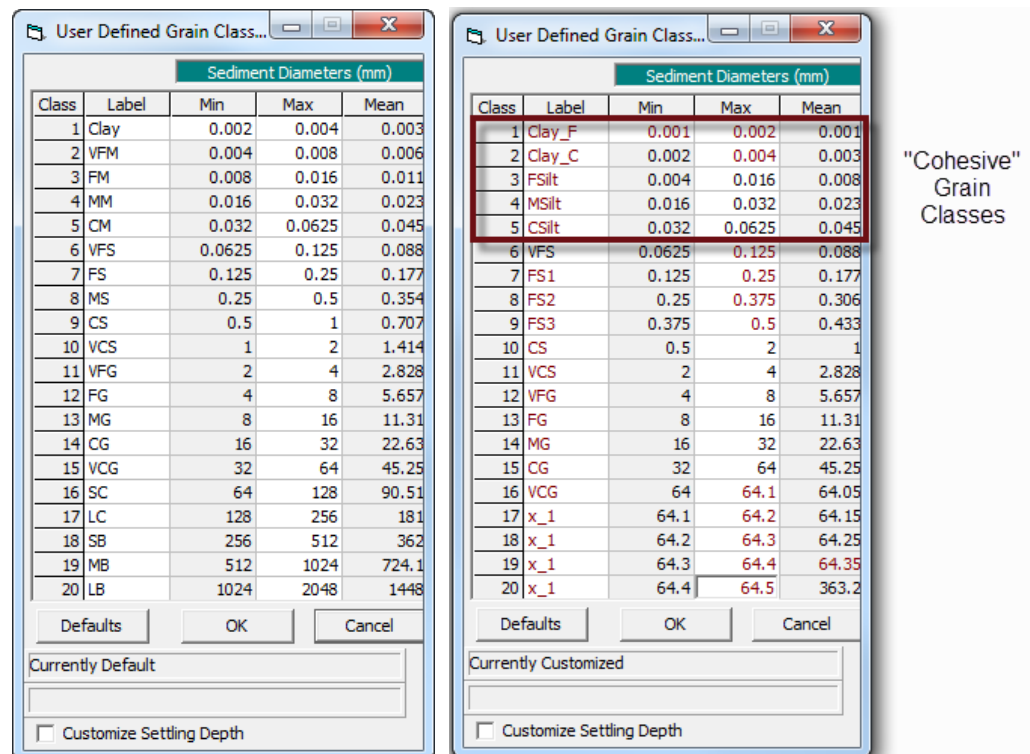 User Defined Grain Class...
Sediment Diameters (mm)
Class Label Min Max Mean
1 Clay 0.002 0.004 0.003
2 VFM 0.004 0.008 0.006
3 FM 0.008 0.016 0.011
4 MM 0.016 0.032 0.023
5 CM 0.032 0.0625 0.045
6 VFS 0.0625 0.125 0.088
7 FS 0.125 0.25 0.177
8 MS 0.25 0.5 0.354
9 CS 0.5 1 0.707
10 VCS 1 2 1.414
11 VFG 2 4 2.828
12 FG 4 8 5.657
13 MG 8 16 11.31
14 CG 16 32 22.63
15 VCG 32 64 45.25
16 SC 64 128 90.51
17 LC 128 256 181
18 SB 256 512 362
19 MB 512 1024 724.1
20 LB 1024 2048 1448
Defaults OK Cancel
Currently Default
Customize Settling Depth
User Defined Grain Class...
Sediment Diameters (mm)
Class Label Min Max Mean
1 Clay_F 0.001 0.002 0.001
2 Clay_C 0.002 0.004 0.003
3 FSilt 0.004 0.016 0.008
4 MSilt 0.016 0.032 0.023
5 CSilt 0.032 0.0625 0.045
6 VFS 0.0625 0.125 0.088
7 FS1 0.125 0.25 0.177
8 FS2 0.25 0.375 0.306
9 FS3 0.375 0.5 0.433
10 CS 0.5 2 1
11 VCS 2 4 2.828
12 VFG 4 8 5.657
13 FG 8 16 11.31
14 MG 16 32 22.63
15 CG 32 64 45.25
16 VCG 64 64.1 64.05
17 x_1 64.1 64.2 64.15
18 x_1 64.2 64.3 64.25
19 x_1 64.3 64.4 64.35
20 x_1 64.4 64.5 363.2
Defaults OK Cancel
Currently Customized
Customize Settling Depth
"Cohesive"
Grain
Classes